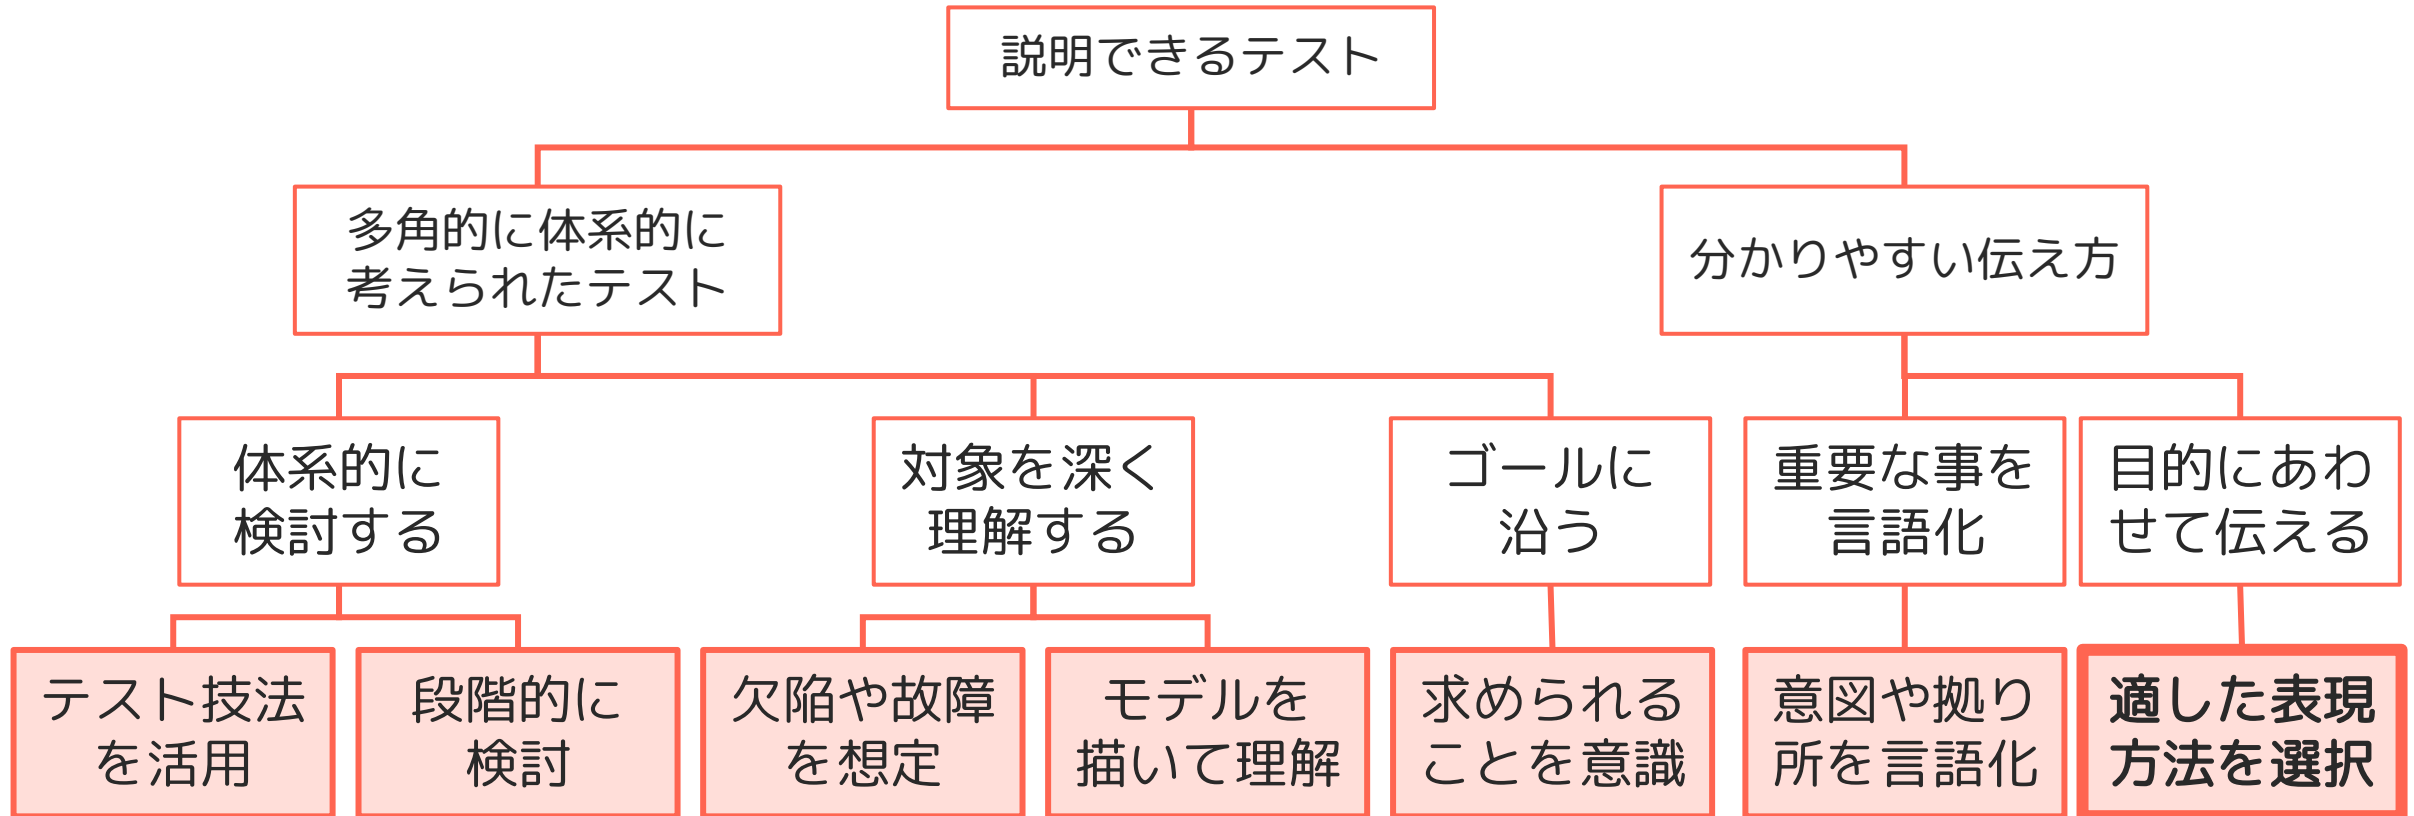 説明できるテスト
多角的に体系的に
考えられたテスト
分かりやすい伝え方
体系的に
検討する
対象を深く
理解する
ゴールに
沿う
重要な事を
言語化
目的にあわ
せて伝える
テスト技法
を活用
段階的に
検討
欠陥や故障
を想定
モデルを
描いて理解
求められる
ことを意識
意図や拠り
所を言語化
適した表現
方法を選択